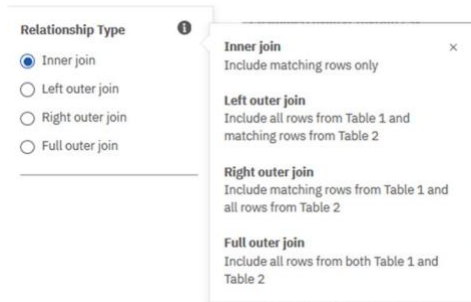 Relationship Type
Inner join
Left outer join
Right outer join
Full outer join
Inner join
Include matching rows only
Left outer join
Include all rows from Table 1 and
matching rows from Table 2
Right outer join
Include matching rows from Table 1 and
all rows from Table 2
Full outer join
Include all rows from both Table 1 and
Table 2